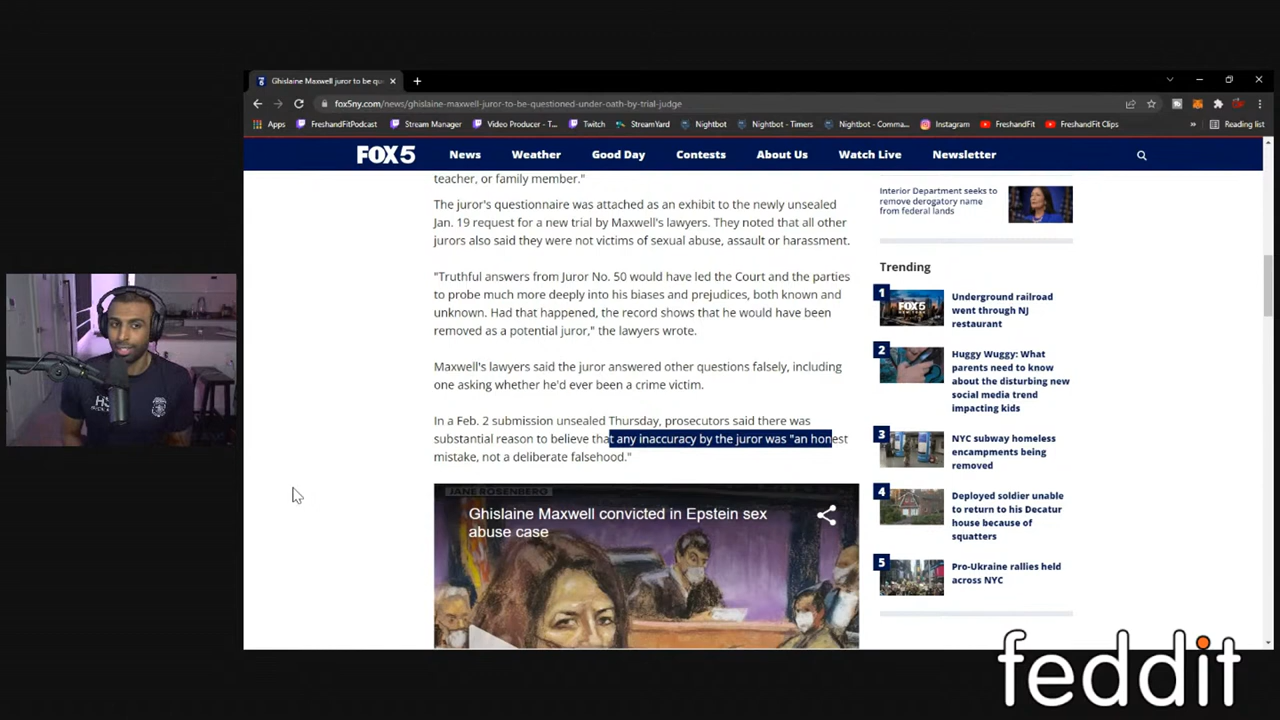 Ghislaine Maxwell juror to be qu
fox5ny.com/news/ghislaine-maxwell-juror-to-be-questioned-under-oath-by-trial-judge
Apps FreshandFitPodcast Stream Manager Video Producer - T... Twitch StreamYard Nightbot Nightbot - Timers Nightbot - Comma... Instagram FreshandFit FreshandFit Clips » Reading list
FOX 5 News Weather Good Day Contests About Us Watch Live Newsletter
teacher, or family member."
The juror's questionnaire was attached as an exhibit to the newly unsealed
Jan. 19 request for a new trial by Maxwell's lawyers. They noted that all other
jurors also said they were not victims of sexual abuse, assault or harassment.
"Truthful answers from Juror No. 50 would have led the Court and the parties
to probe much more deeply into his biases and prejudices, both known and
unknown. Had that happened, the record shows that he would have been
removed as a potential juror," the lawyers wrote.
Maxwell's lawyers said the juror answered other questions falsely, including
one asking whether he'd ever been a crime victim.
In a Feb. 2 submission unsealed Thursday, prosecutors said there was
substantial reason to believe that any inaccuracy by the juror was "an honest
mistake, not a deliberate falsehood."
JANE ROSENBERG
Ghislaine Maxwell convicted in Epstein sex
abuse case
Interior Department seeks to
remove derogatory name
from federal lands
Trending
1
FOX 5
Underground railroad
went through NJ
firestreak
2
Huggy Wuggy: What
parents need to know
about the disturbing new
social media trend
impacting kids
3
NYC subway homeless
encampments being
removed
4
Deployed soldier unable
to return to his Decatur
house because of
squatters
5
Pro-Ukraine rallies held
across NYC
feddit